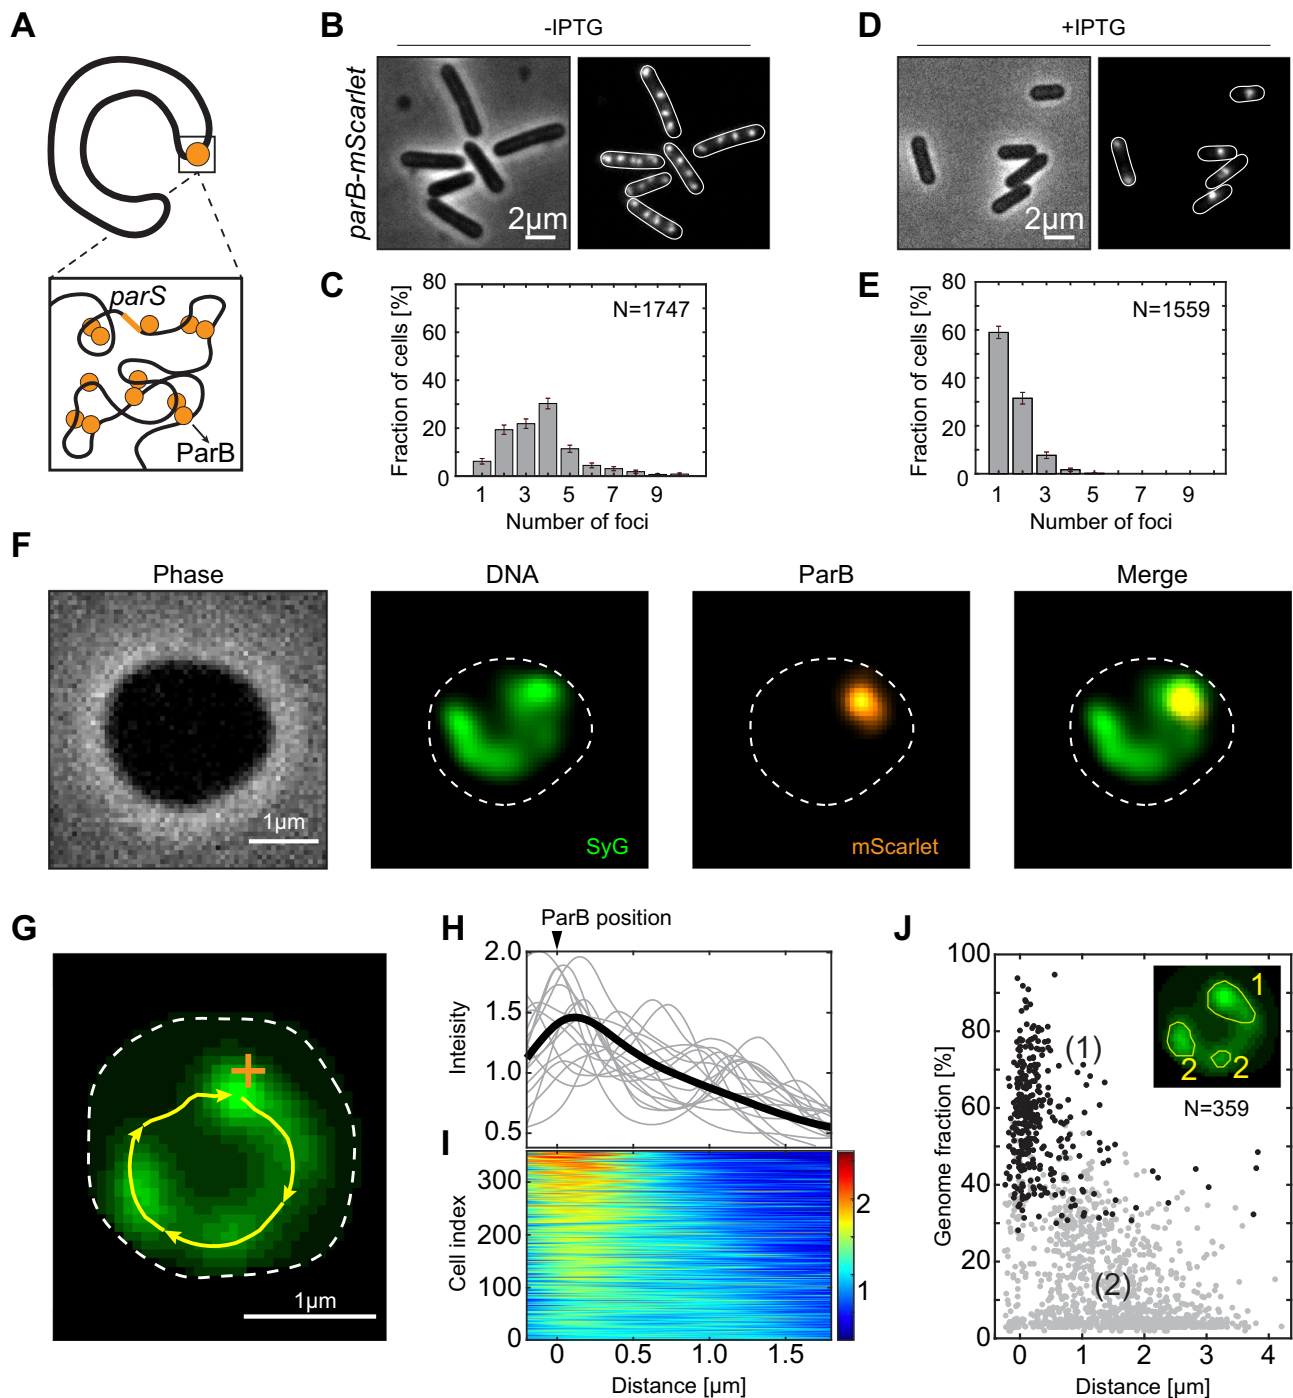 A
parS
ParB
B
-IPTG
parB-mScarlet
2µm
C
Fraction of cells [%]
80
60
40
20
0
N=1747
1
3
5
7
9
Number of foci
D
+IPTG
2µm
E
Fraction of cells [%]
80
60
40
20
0
N=1559
1
3
5
7
9
Number of foci
F
Phase
DNA
ParB
Merge
1µm
SyG
mScarlet
G
1µm
H
ParB position
Inteisity
2.0
1.5
1.0
0.5
I
Cell index
300
200
100
0
2
1
0
0.5
1.0
1.5
Distance [µm]
J
Genome fraction [%]
100
80
60
40
20
0
(1)
(2)
1
2
2
N=359
0
1
2
3
4
Distance [µm]